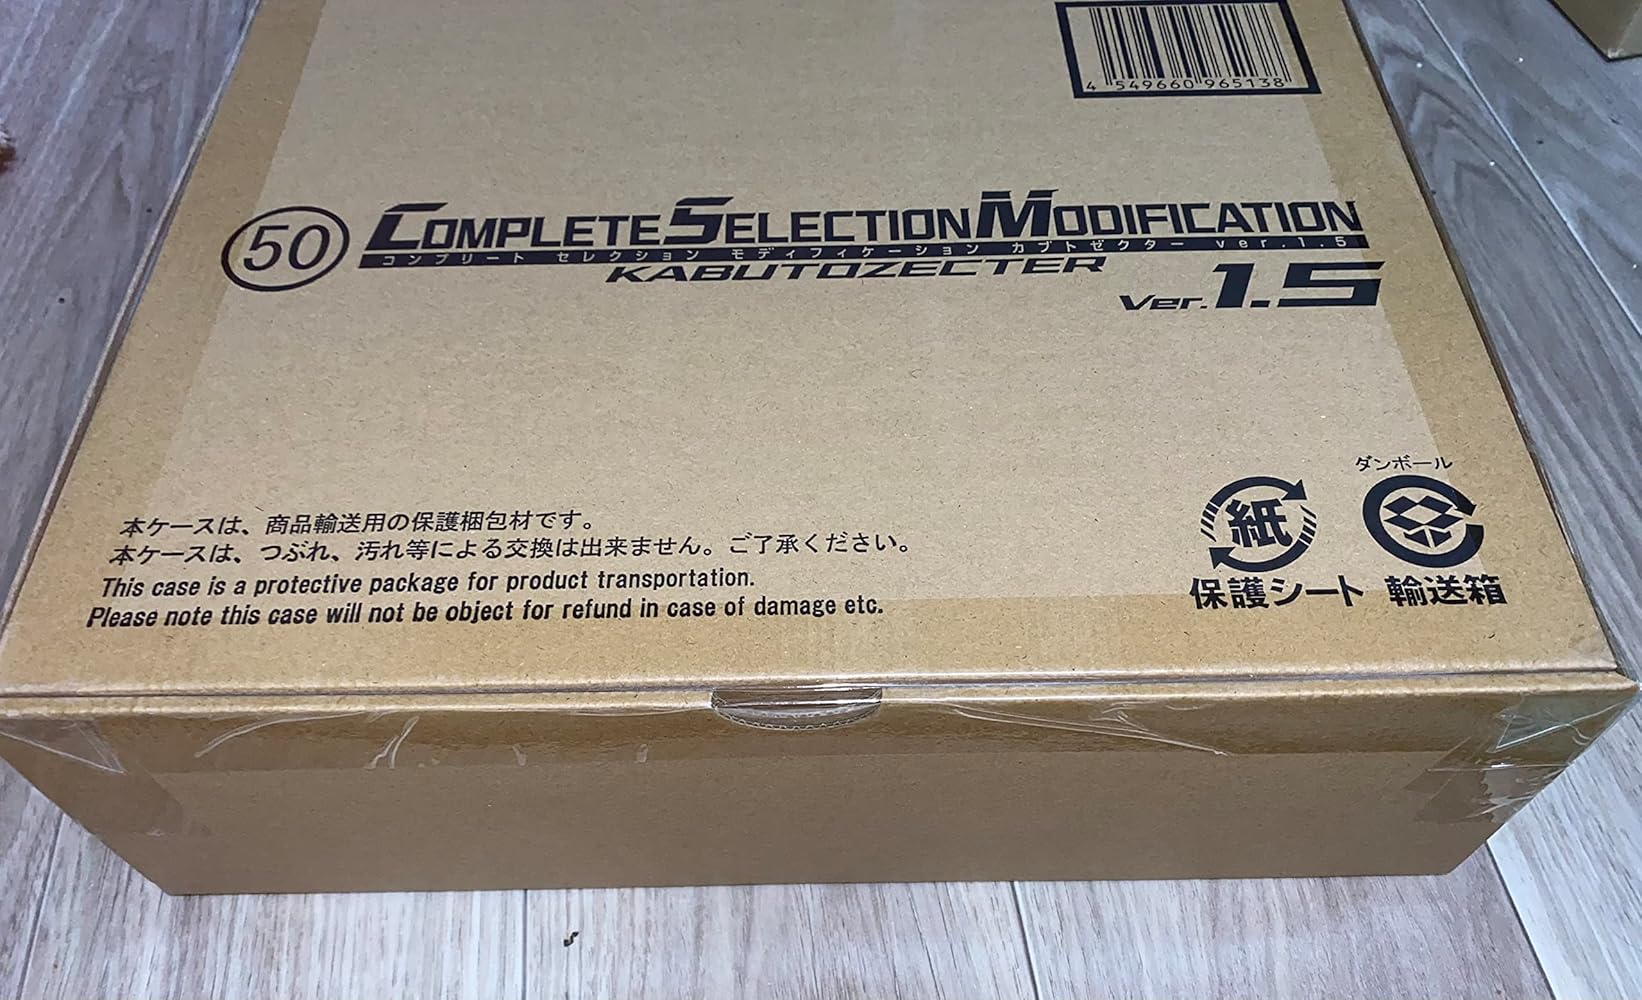 4 549660 965138
50 COMPLETE SELECTION MODIFICATION
コンプリート セレクション モディフィケーション カブトゼクター ver.1.5
KABUTOZECTER
Ver.1.5
ダンボール
紙
保護シート 輸送箱
本ケースは、商品輸送用の保護梱包材です。
本ケースは、つぶれ、汚れ等による交換は出来ません。ご了承ください。
This case is a protective package for product transportation.
Please note this case will not be object for refund in case of damage etc.